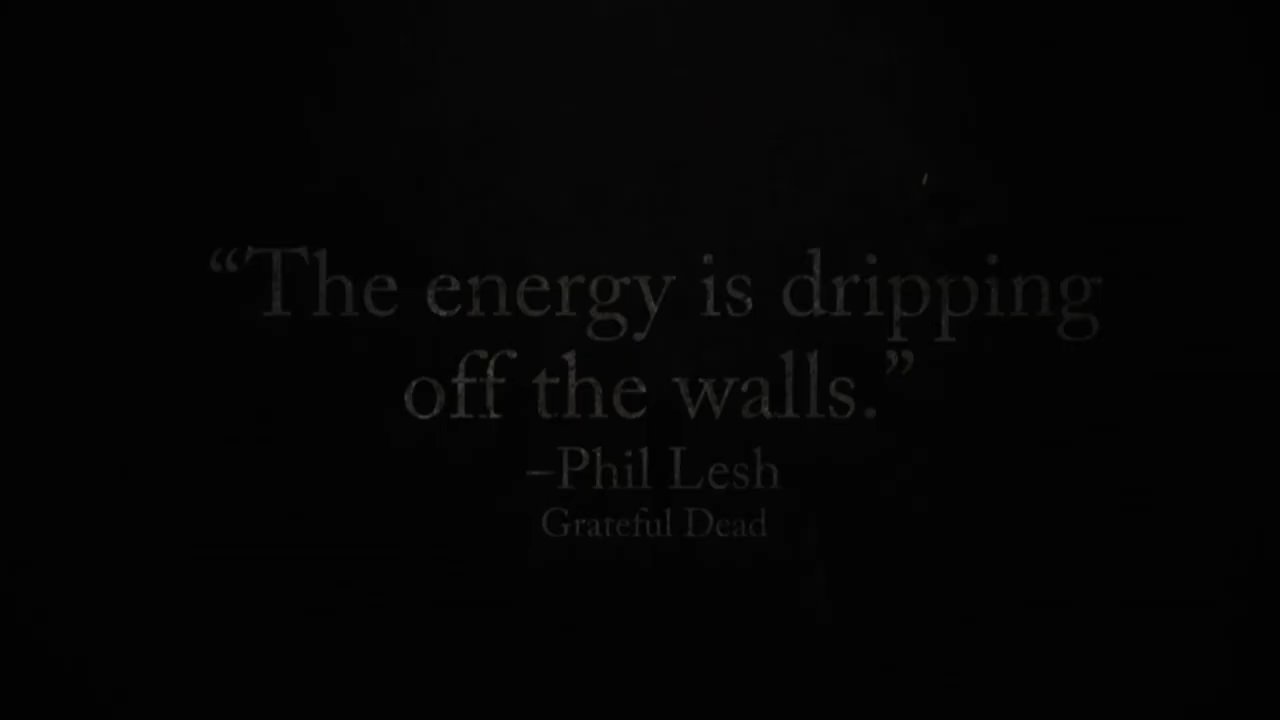 “The energy is dripping
off the walls.”
–Phil Lesh
Grateful Dead